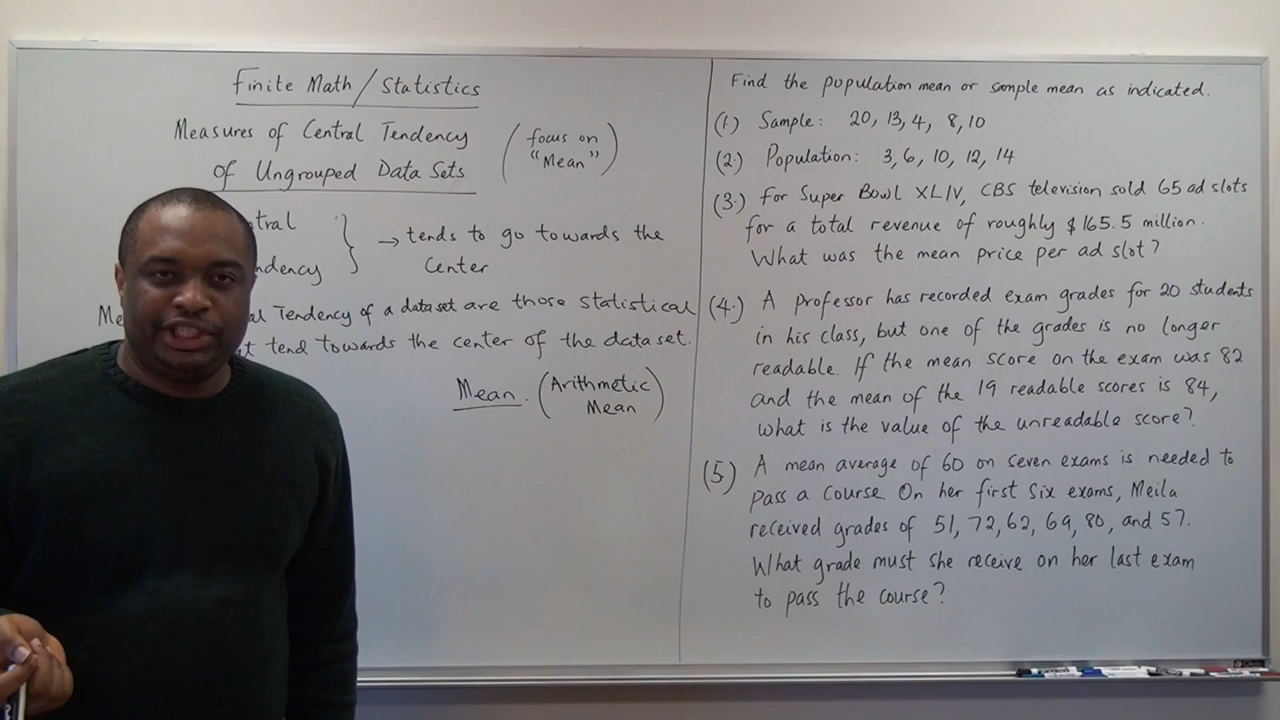 Finite Math/Statistics
Measures of Central Tendency
of Ungrouped Data Sets
(focus on
"Mean")
ntral
ndency } → tends to go towards the
Center
Me al Tendency of a dataset are those statistical
t tend towards the center of the dataset.
Mean. (Arithmetic
Mean)
Find the population mean or sample mean as indicated.
(1) Sample: 20, 13, 4, 8, 10
(2.) Population: 3, 6, 10, 12, 14
(3.) For Super Bowl XLIV, CBS television sold 65 ad slots
for a total revenue of roughly $165.5 million.
What was the mean price per ad slot?
(4.) A professor has recorded exam grades for 20 students
in his class, but one of the grades is no longer
readable. If the mean score on the exam was 82
and the mean of the 19 readable scores is 84,
what is the value of the unreadable score?
(5) A mean average of 60 on seven exams is needed to
pass a course. On her first six exams, Meila
received grades of 51, 72, 62, 69, 80, and 57.
What grade must she receive on her last exam
to pass the course?